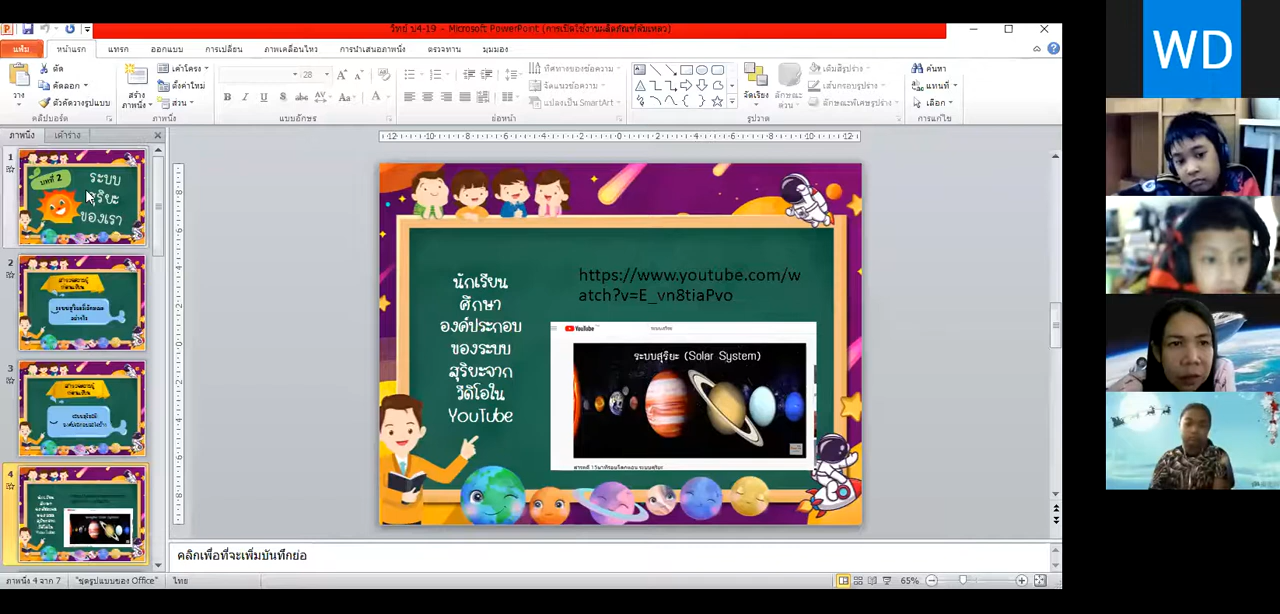 วิทย์ ป4-19 - Microsoft PowerPoint (การเปิดใช้งานผลิตภัณฑ์ล้มเหลว)
แฟ้ม
หน้าแรก
แทรก
ออกแบบ
การเปลี่ยน
ภาพเคลื่อนไหว
การนำเสนอภาพนิ่ง
ตรวจทาน
มุมมอง
วาง
ตัด
คัดลอก
ตัวคัดวางรูปแบบ
คลิปบอร์ด
สร้าง
ภาพนิ่ง
เค้าโครง
ตั้งค่าใหม่
ส่วน
ภาพนิ่ง
28
แบบอักษร
ทิศทางของข้อความ
จัดแนวข้อความ
แปลงเป็น SmartArt
ย่อหน้า
จัดเรียง
ลักษณะ
ด่วน
เติมสีรูปร่าง
เส้นกรอบรูปร่าง
ลักษณะพิเศษรูปร่าง
รูปวาด
ค้นหา
แทนที่
เลือก
การแก้ไข
ภาพนิ่ง
เค้าร่าง
1
บทที่ 2
ระบบ
สุริยะ
ของเรา
2
3
4
นักเรียน
ศึกษา
องค์ประกอบ
ของระบบ
สุริยะจาก
วีดิโอใน
YouTube
https://www.youtube.com/w
atch?v=E_vn8tiaPvo
YouTube
ระบบสุริยะ (Solar System)
คลิกเพื่อที่จะเพิ่มบันทึกย่อ
ภาพนิ่ง 4 จาก 7
"ชุดรูปแบบของ Office"
ไทย
65%
WD